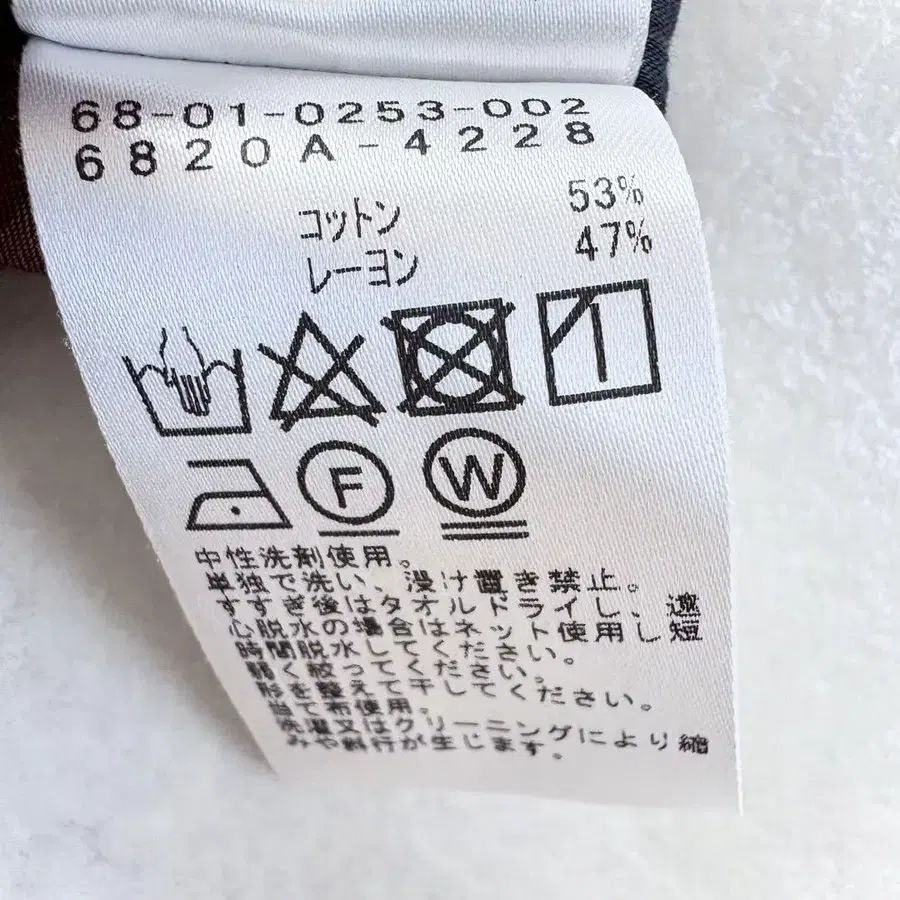 68-01-0253-002
6820A-4228
コットン 53%
レーヨン 47%
F W
中性洗剤使用。
単独で洗い、浸け置き禁止。
すすぎ後はタオルドライし、遠
心脱水の場合はネット使用し短
時間脱水してください。
弱く絞ってください。
形を整えて干してください。
当て布使用。
洗濯又はクリーニングにより縮
みや斜行が生じます。